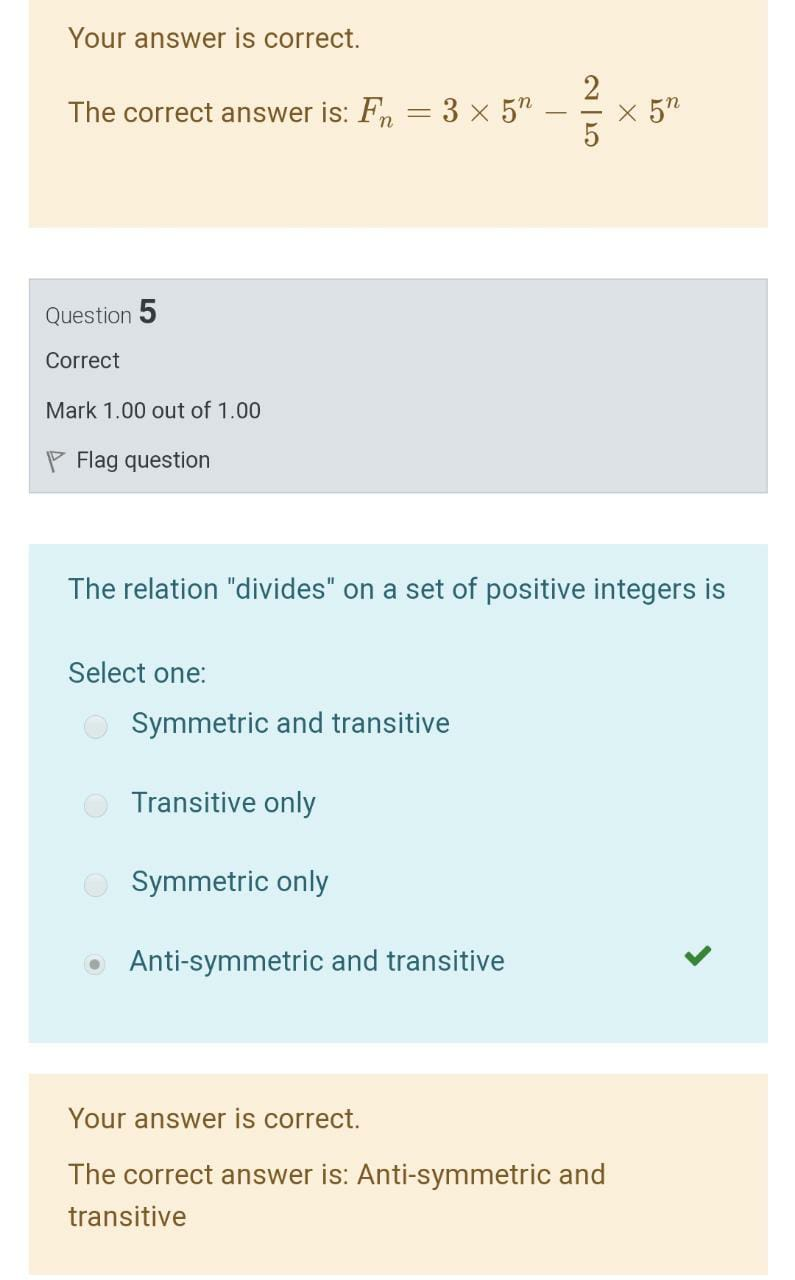 Your answer is correct.
The correct answer is: Fₙ = 3 × 5ⁿ − 2/5 × 5ⁿ
Question 5
Correct
Mark 1.00 out of 1.00
Flag question
The relation "divides" on a set of positive integers is
Select one:
Symmetric and transitive
Transitive only
Symmetric only
Anti-symmetric and transitive
Your answer is correct.
The correct answer is: Anti-symmetric and
transitive